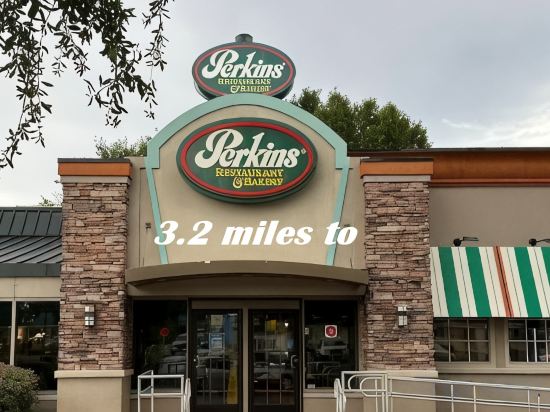 Perkins
Perkins
RESTAURANT
& BAKERY
3.2 miles to